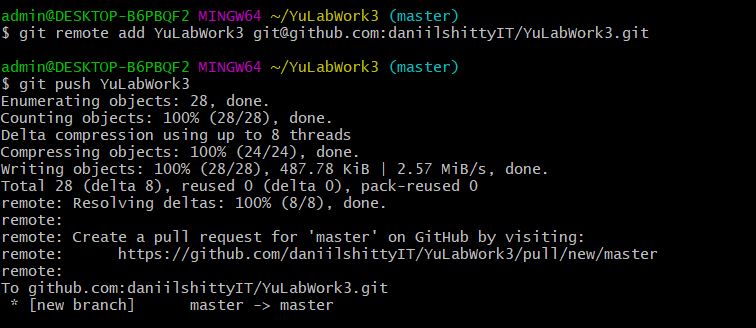 admin@DESKTOP-B6PBQF2 MINGW64 ~/YuLabWork3 (master)
$ git remote add YuLabWork3 git@github.com:daniilshittyIT/YuLabWork3.git
admin@DESKTOP-B6PBQF2 MINGW64 ~/YuLabWork3 (master)
$ git push YuLabWork3
Enumerating objects: 28, done.
Counting objects: 100% (28/28), done.
Delta compression using up to 8 threads
Compressing objects: 100% (24/24), done.
Writing objects: 100% (28/28), 487.78 KiB | 2.57 MiB/s, done.
Total 28 (delta 8), reused 0 (delta 0), pack-reused 0
remote: Resolving deltas: 100% (8/8), done.
remote:
remote: Create a pull request for 'master' on GitHub by visiting:
remote:      https://github.com/daniilshittyIT/YuLabWork3/pull/new/master
remote:
To github.com:daniilshittyIT/YuLabWork3.git
 * [new branch]      master -> master